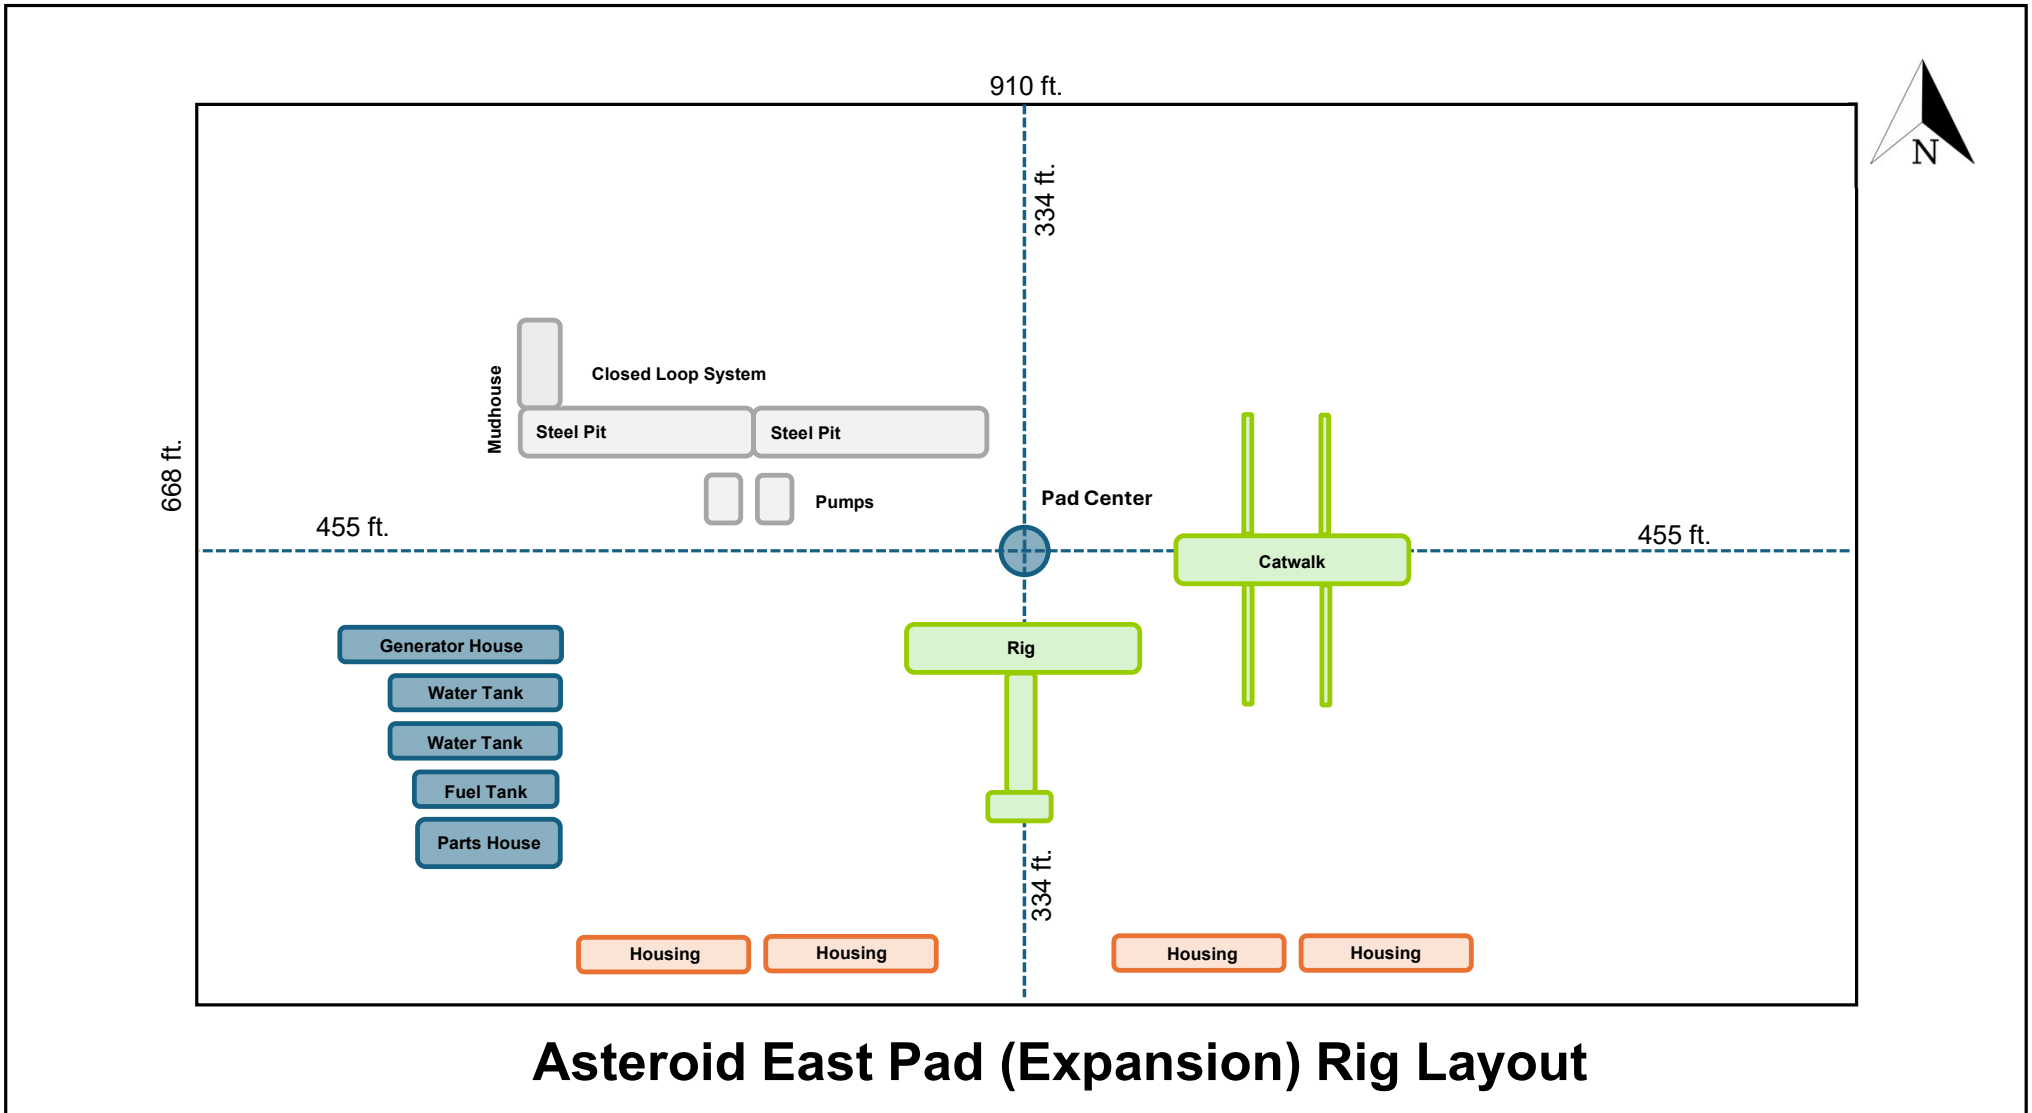 910 ft.
334 ft.
N
Closed Loop System
Mudhouse
Steel Pit
Steel Pit
668 ft.
Pumps
Pad Center
455 ft.
455 ft.
Catwalk
Generator House
Rig
Water Tank
Water Tank
Fuel Tank
Parts House
334 ft.
Housing
Housing
Housing
Housing
Asteroid East Pad (Expansion) Rig Layout